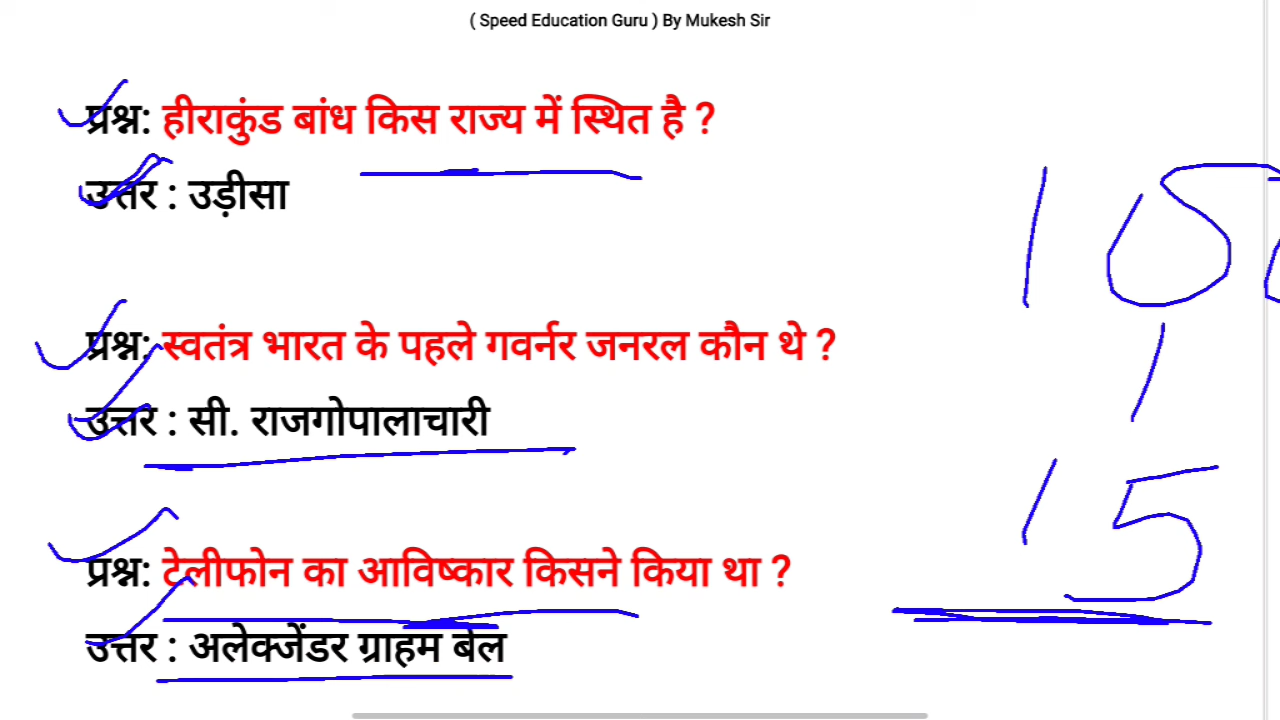 ( Speed Education Guru ) By Mukesh Sir
प्रश्न: हीराकुंड बांध किस राज्य में स्थित है ?
उत्तर : उड़ीसा
प्रश्न: स्वतंत्र भारत के पहले गवर्नर जनरल कौन थे ?
उत्तर : सी. राजगोपालाचारी
प्रश्न: टेलीफोन का आविष्कार किसने किया था ?
उत्तर : अलेक्जेंडर ग्राहम बेल
15